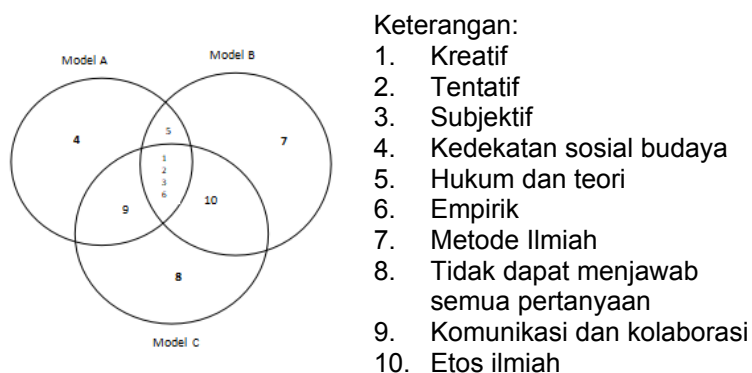 Model A
Model B
4
5
7
1
2
3
6
9
10
8
Model C
Keterangan:
1. Kreatif
2. Tentatif
3. Subjektif
4. Kedekatan sosial budaya
5. Hukum dan teori
6. Empirik
7. Metode Ilmiah
8. Tidak dapat menjawab
semua pertanyaan
9. Komunikasi dan kolaborasi
10. Etos ilmiah